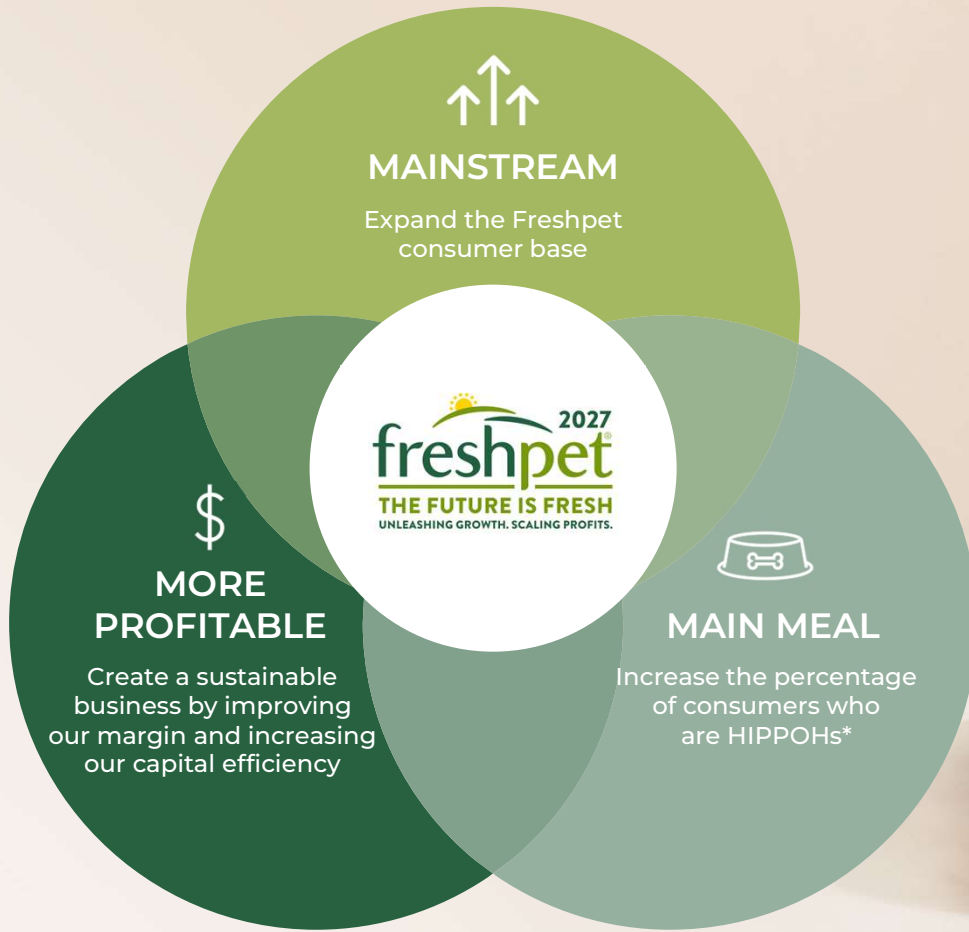 MAINSTREAM
Expand the Freshpet
consumer base
2027
freshpet®
THE FUTURE IS FRESH
UNLEASHING GROWTH. SCALING PROFITS.
$
MORE
PROFITABLE
Create a sustainable
business by improving
our margin and increasing
our capital efficiency
MAIN MEAL
Increase the percentage
of consumers who
are HIPPOHs*